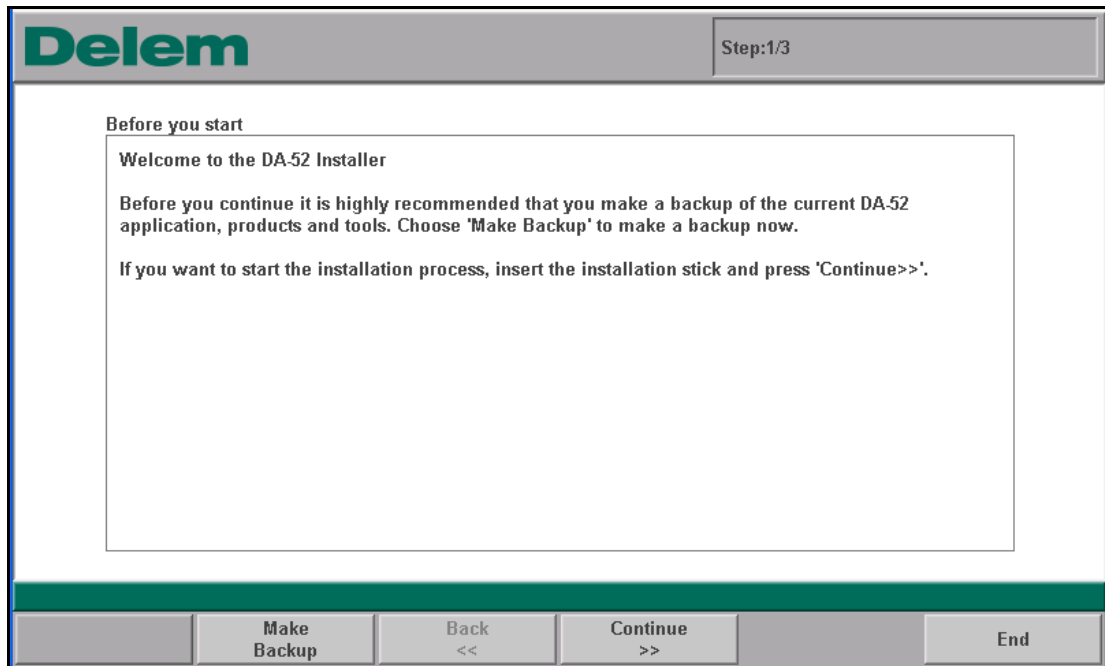 Delem
Step:1/3
Before you start
Welcome to the DA-52 Installer
Before you continue it is highly recommended that you make a backup of the current DA-52
application, products and tools. Choose 'Make Backup' to make a backup now.
If you want to start the installation process, insert the installation stick and press 'Continue>>'.
Make
Backup
Back
<<
Continue
>>
End